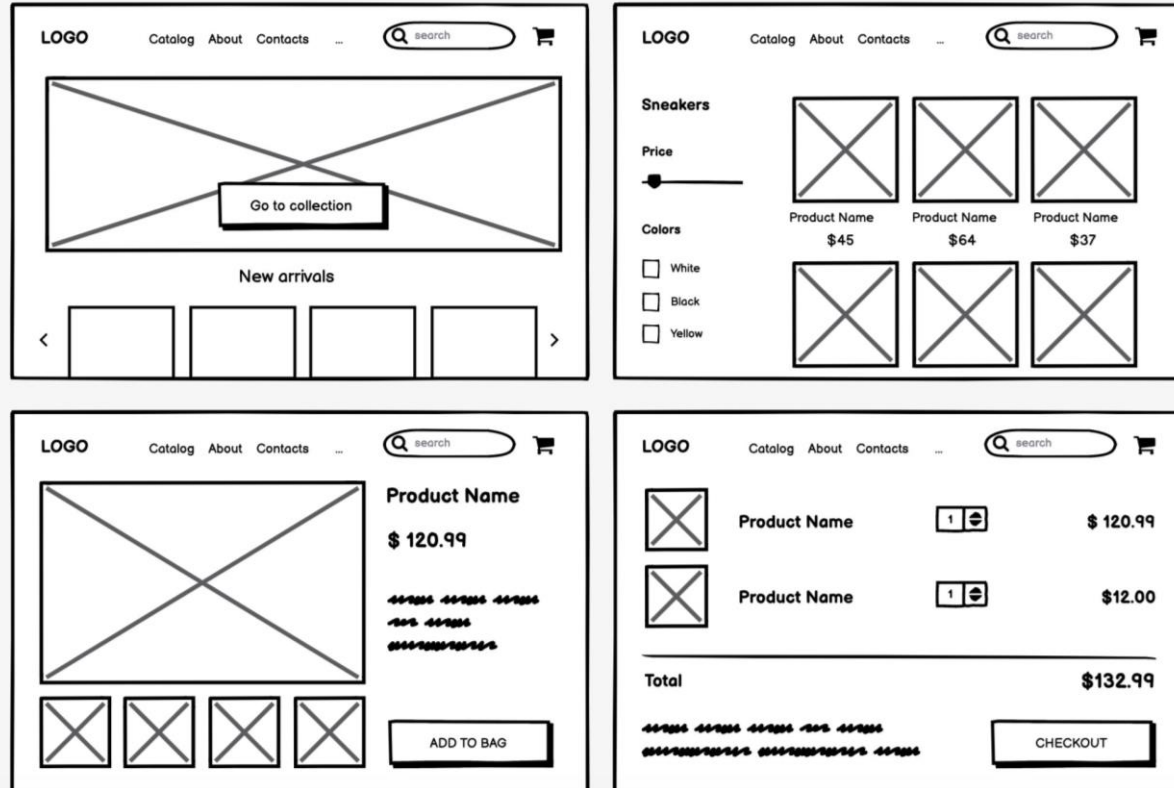 LOGO Catalog About Contacts ... search
Go to collection
New arrivals
LOGO Catalog About Contacts ... search
Sneakers
Price
Colors
White
Black
Yellow
Product Name Product Name Product Name
$45 $64 $37
LOGO Catalog About Contacts ... search
Product Name
$ 120.99
ADD TO BAG
LOGO Catalog About Contacts ... search
Product Name 1 $ 120.99
Product Name 1 $12.00
Total $132.99
CHECKOUT